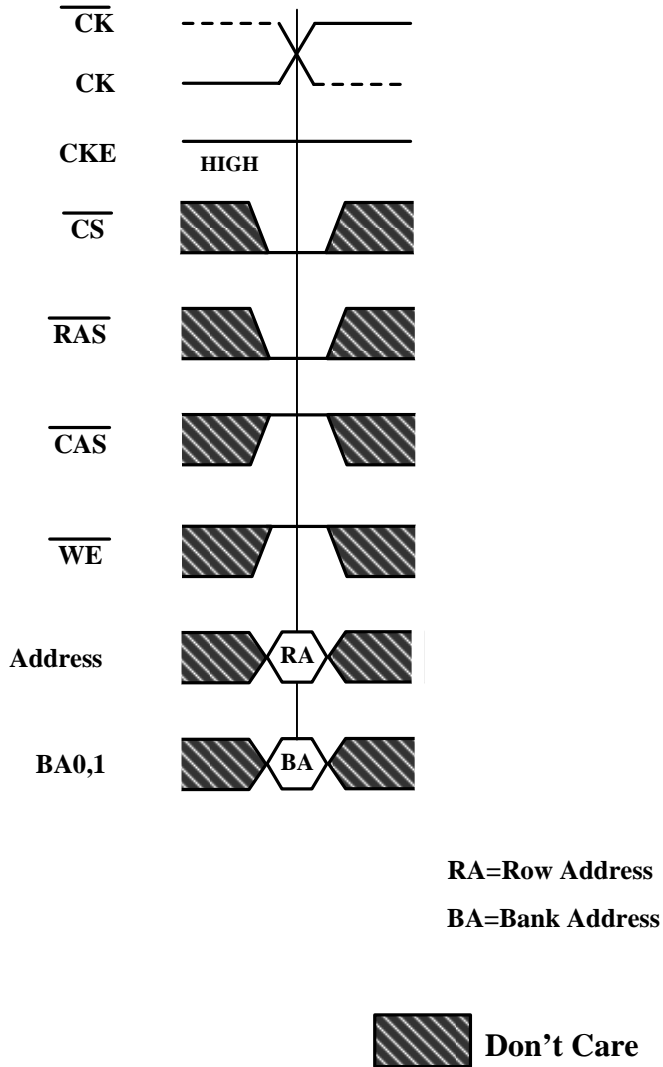 CK
CK
CKE
HIGH
CS
RAS
CAS
WE
Address
RA
BA0,1
BA
RA=Row Address
BA=Bank Address
Don't Care